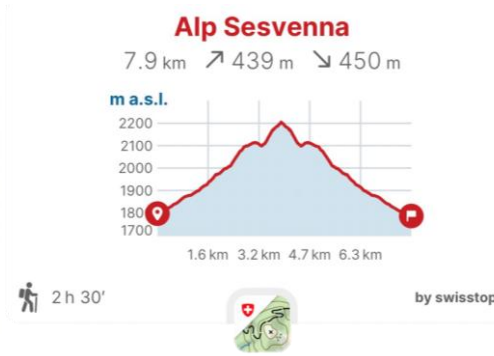 Alp Sesvenna
7.9 km ↗ 439 m ↘ 450 m
m a.s.l.
2200
2100
2000
1900
180
1700
1.6 km 3.2 km 4.7 km 6.3 km
2 h 30′ by swisstop